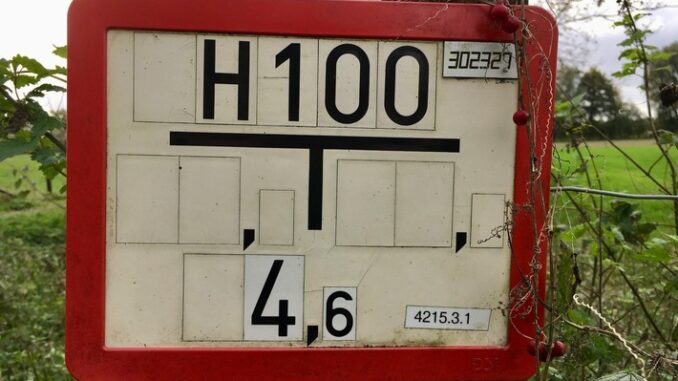 H100 302327
, ,
4,6 4215.3.1